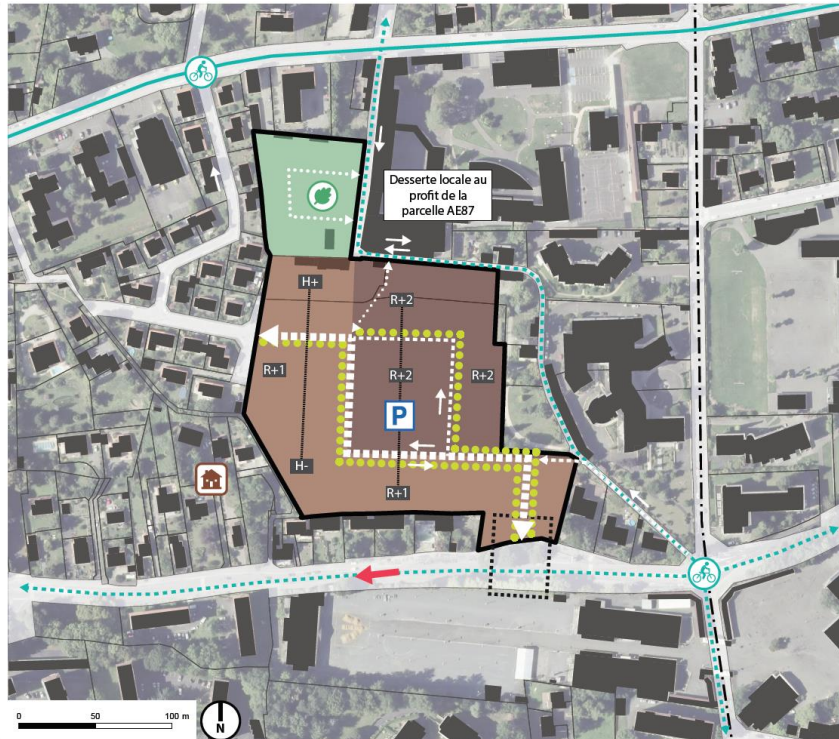 Desserte locale au
profit de la
parcelle AE87
H+
R+2
R+1
R+2
R+2
P
H-
R+1
0 50 100 m
N